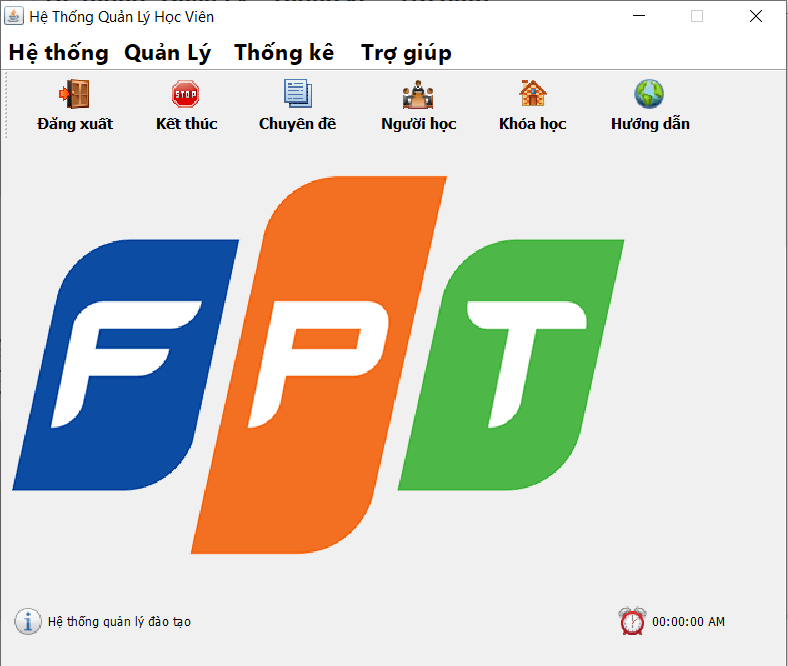 Hệ Thống Quản Lý Học Viên
Hệ thống Quản Lý Thống kê Trợ giúp
STOP
Đăng xuất Kết thúc Chuyên đề Người học Khóa học Hướng dẫn
FPT
Hệ thống quản lý đào tạo 00:00:00 AM